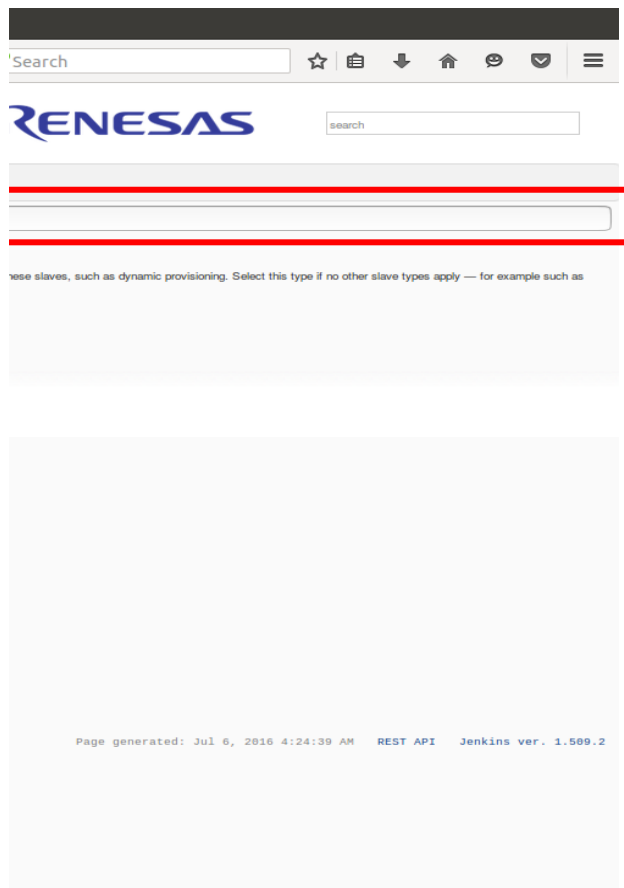 Search
RENESAS
search
hese slaves, such as dynamic provisioning. Select this type if no other slave types apply — for example such as
Page generated: Jul 6, 2016 4:24:39 AM REST API Jenkins ver. 1.509.2